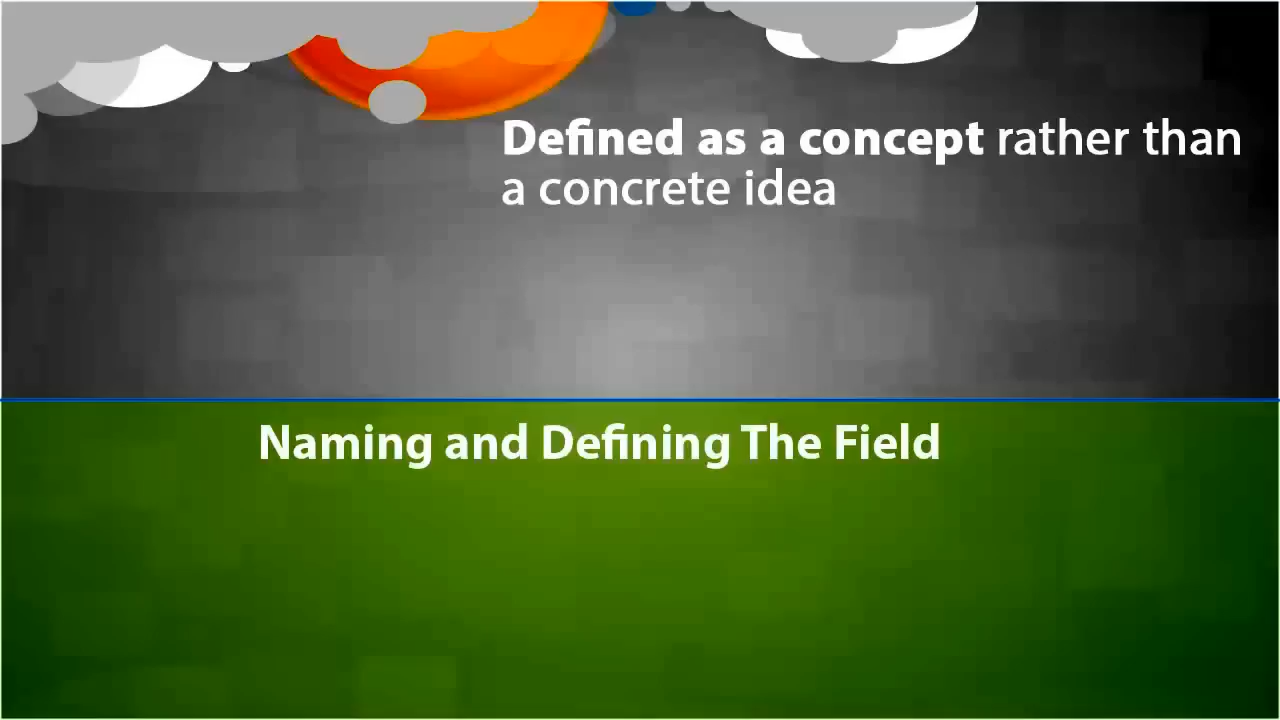 Defined as a concept rather than
a concrete idea
Naming and Defining The Field